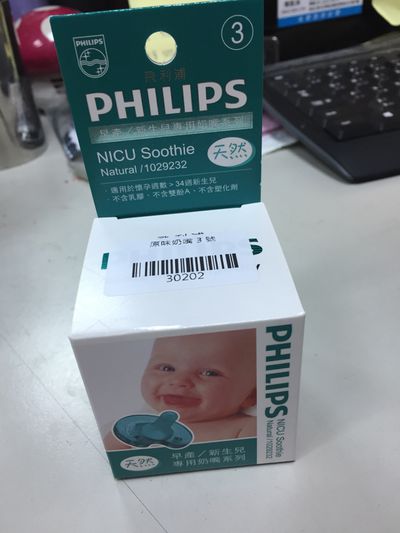 PHILIPS
3
飛利浦
PHILIPS
早產／新生兒專用奶嘴系列
NICU Soothie
Natural /1029232
天然
．適用於懷孕週數>34週新生兒
．不含乳膠、不含雙酚A、不含塑化劑
原味奶嘴 3 號
30202
PHILIPS
NICU Soothie
Natural /1029232
天然
早產／新生兒
專用奶嘴系列